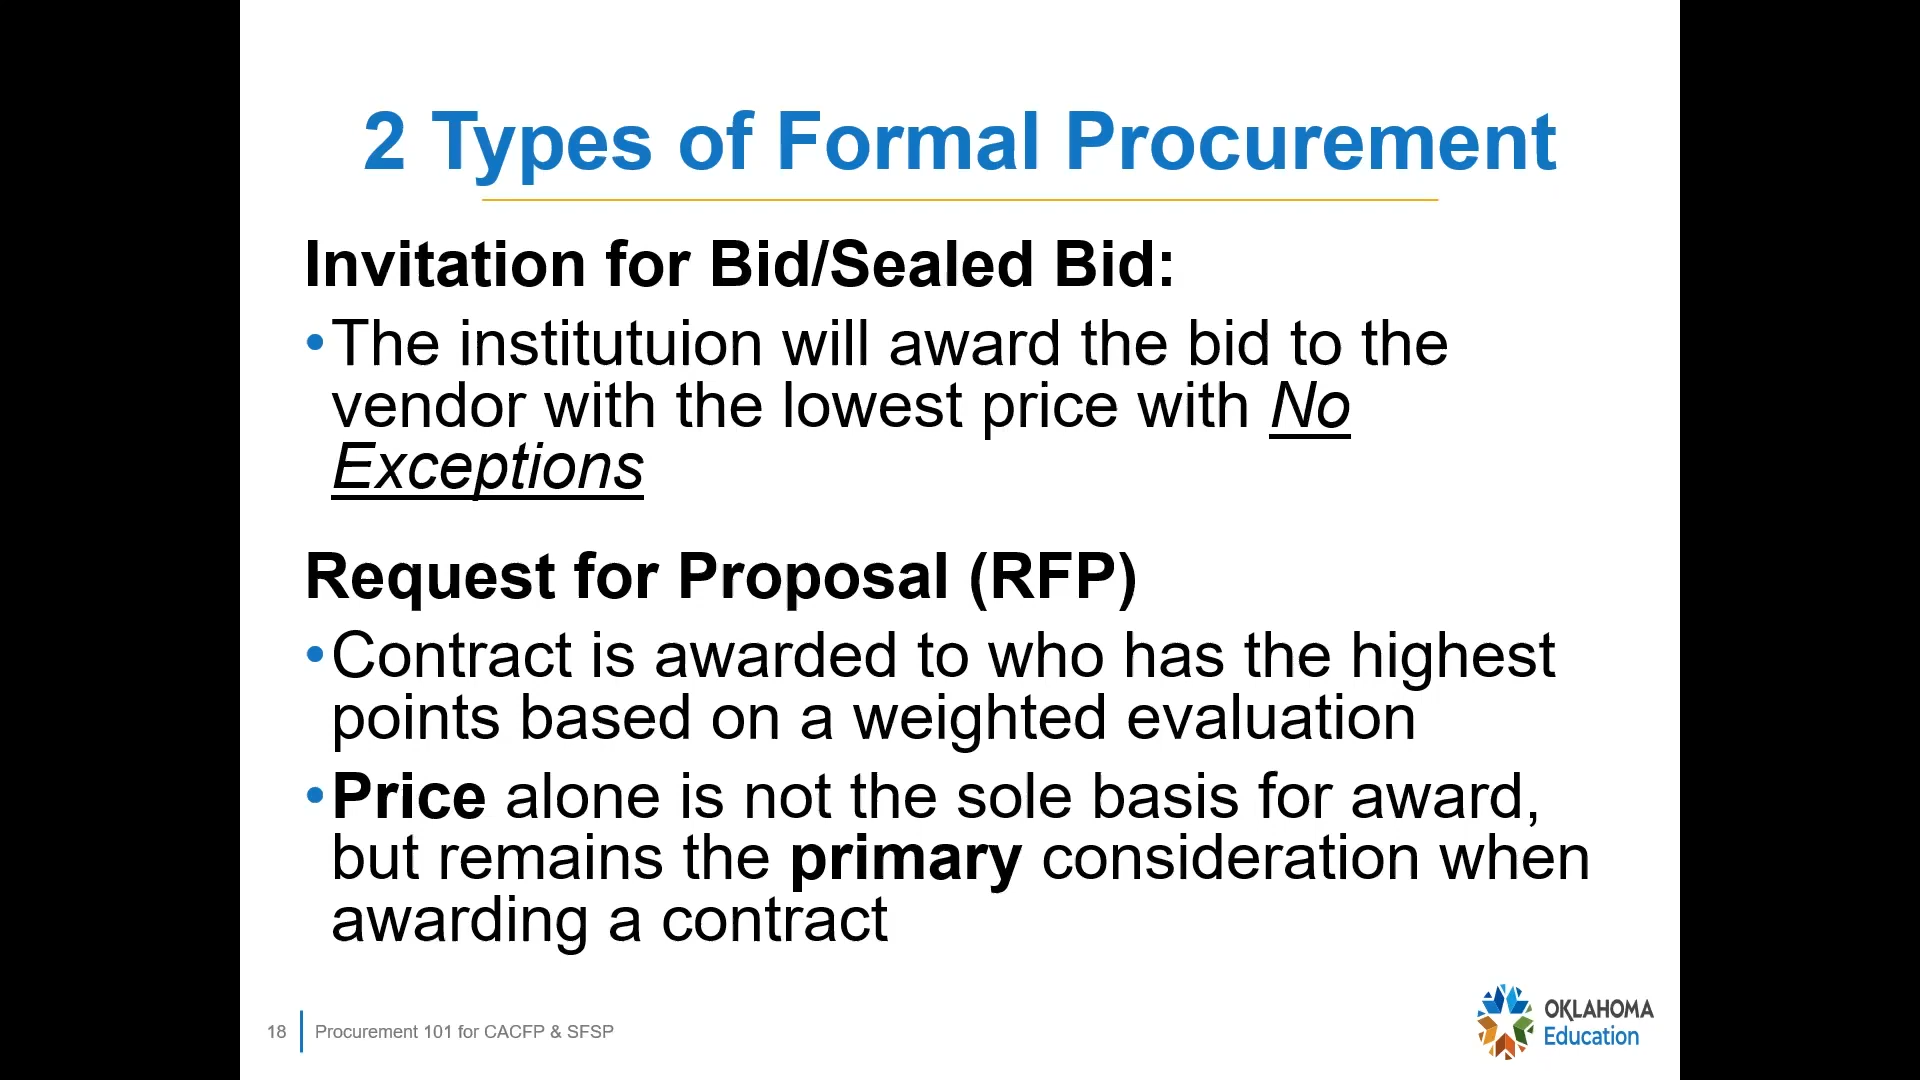 2 Types of Formal Procurement
Invitation for Bid/Sealed Bid:
•The institutuion will award the bid to the
vendor with the lowest price with No
Exceptions
Request for Proposal (RFP)
•Contract is awarded to who has the highest
points based on a weighted evaluation
•Price alone is not the sole basis for award,
but remains the primary consideration when
awarding a contract
18 Procurement 101 for CACFP & SFSP
OKLAHOMA
Education